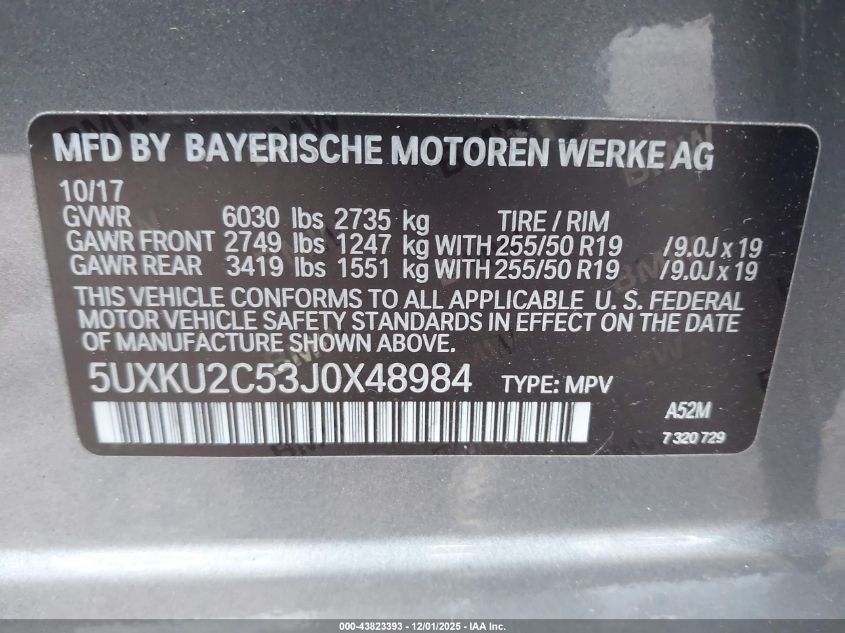 MFD BY BAYERISCHE MOTOREN WERKE AG
10/17
GVWR 6030 lbs 2735 kg TIRE / RIM
GAWR FRONT 2749 lbs 1247 kg WITH 255/50 R19 /9.0J x 19
GAWR REAR 3419 lbs 1551 kg WITH 255/50 R19 /9.0J x 19
THIS VEHICLE CONFORMS TO ALL APPLICABLE U. S. FEDERAL
MOTOR VEHICLE SAFETY STANDARDS IN EFFECT ON THE DATE
OF MANUFACTURE SHOWN ABOVE.
5UXKU2C53J0X48984 TYPE: MPV
A52M
7 320 729
000-43823393 - 12/01/2025 - IAA Inc.